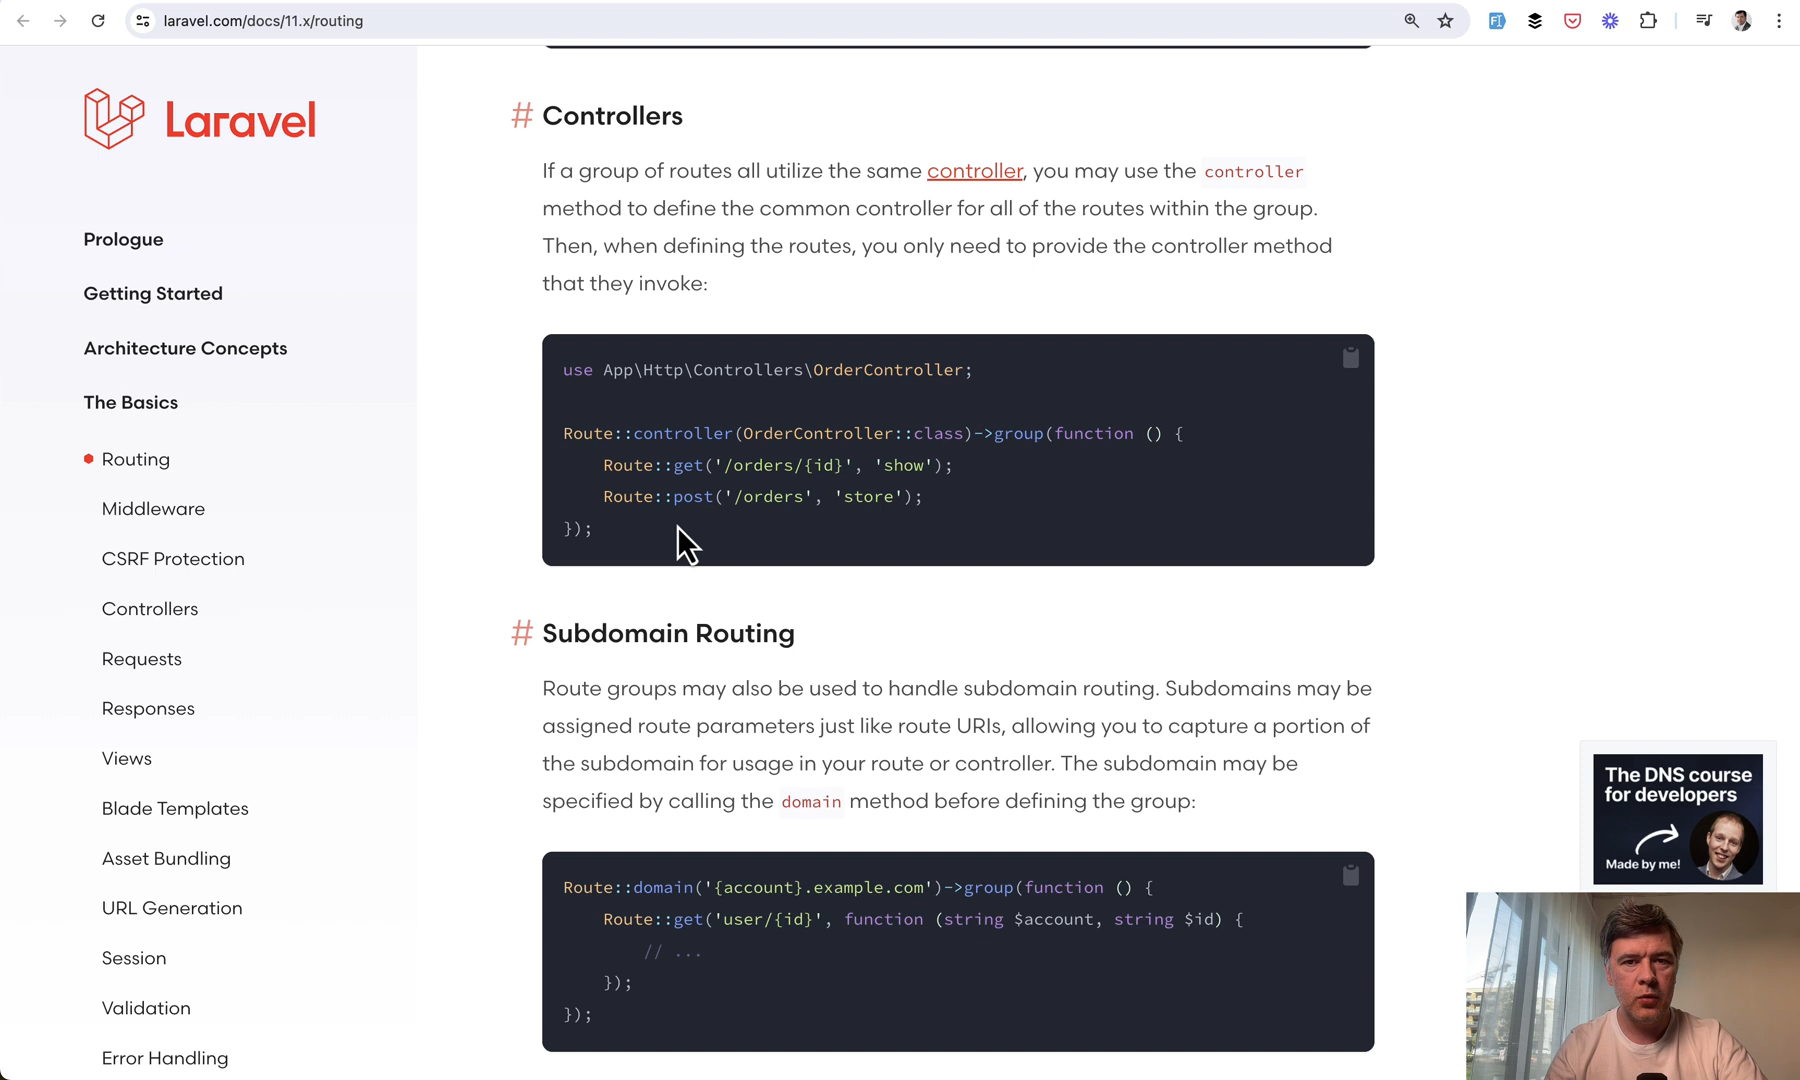 laravel.com/docs/11.x/routing
Laravel
Prologue
Getting Started
Architecture Concepts
The Basics
Routing
Middleware
CSRF Protection
Controllers
Requests
Responses
Views
Blade Templates
Asset Bundling
URL Generation
Session
Validation
Error Handling
# Controllers
If a group of routes all utilize the same controller, you may use the controller
method to define the common controller for all of the routes within the group.
Then, when defining the routes, you only need to provide the controller method
that they invoke:
use App\Http\Controllers\OrderController;
Route::controller(OrderController::class)->group(function () {
Route::get('/orders/{id}', 'show');
Route::post('/orders', 'store');
});
# Subdomain Routing
Route groups may also be used to handle subdomain routing. Subdomains may be
assigned route parameters just like route URIs, allowing you to capture a portion of
the subdomain for usage in your route or controller. The subdomain may be
specified by calling the domain method before defining the group:
Route::domain('{account}.example.com')->group(function () {
Route::get('user/{id}', function (string $account, string $id) {
// ...
});
});
The DNS course
for developers
Made by me!